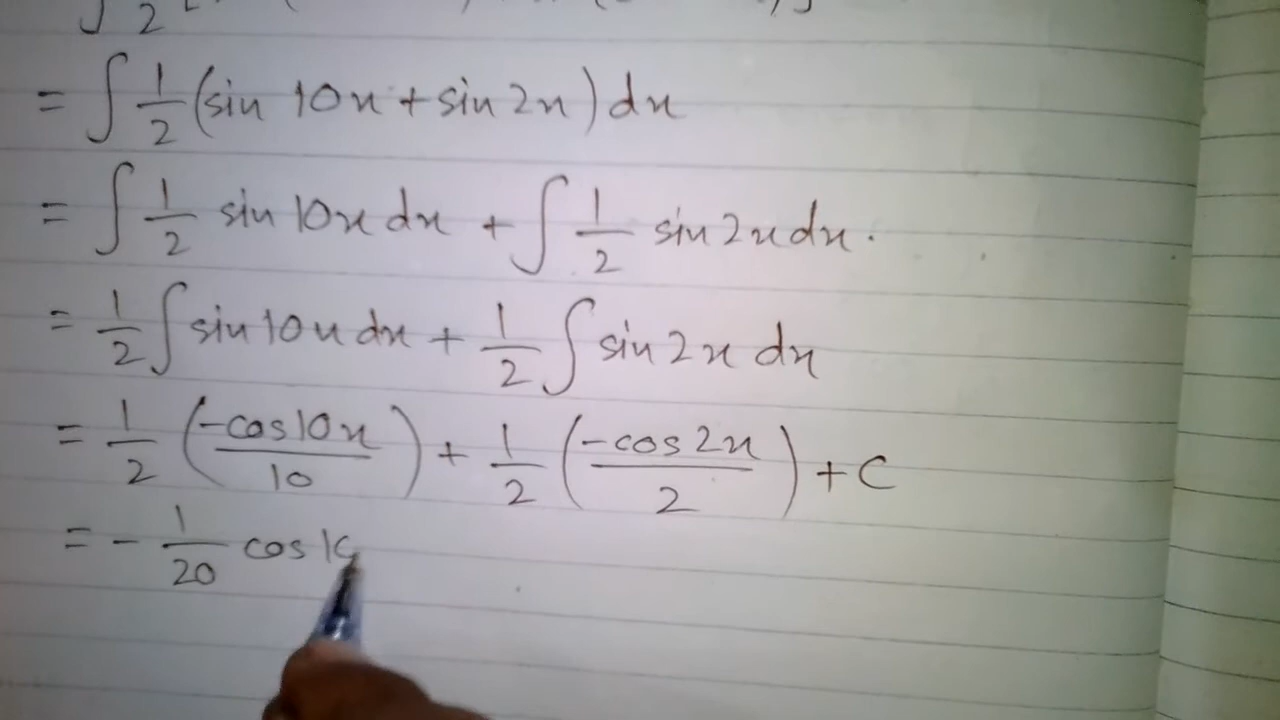 = ∫ 1/2 (sin 10x + sin 2x) dx
= ∫ 1/2 sin 10x dx + ∫ 1/2 sin 2x dx.
= 1/2 ∫ sin 10x dx + 1/2 ∫ sin 2x dx
= 1/2 (-cos 10x / 10) + 1/2 (-cos 2x / 2) + C
= - 1/20 cos 1